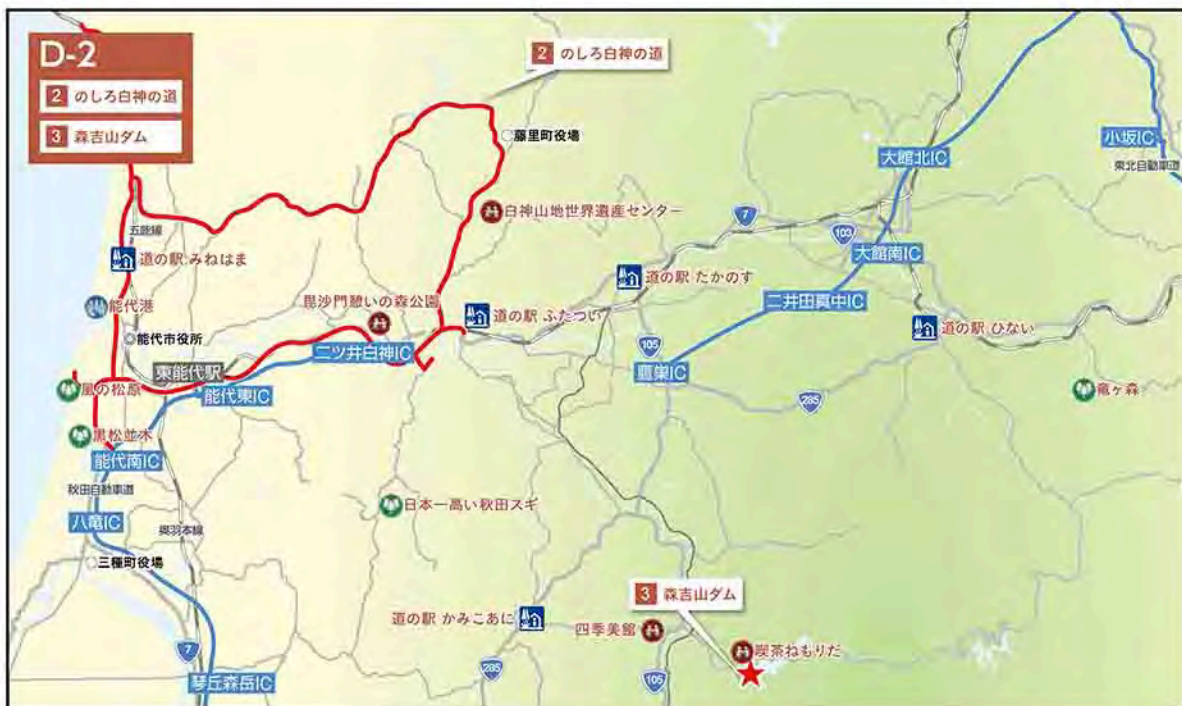 D-2
2 のしろ白神の道
3 森吉山ダム
2 のしろ白神の道
藤里町役場
小坂IC
大館北IC
東北自動車道
白神山地世界遺産センター
7
五能線
103
大館南IC
道の駅 みねはま
道の駅 たかのす
二井田真中IC
能代港
毘沙門憩いの森公園
道の駅 ふたつい
道の駅 ひない
能代市役所
二ツ井白神IC
105
鷹巣IC
東能代駅
風の松原
能代東IC
285
竜ヶ森
黒松並木
能代南IC
秋田自動車道
日本一高い秋田スギ
八竜IC
奥羽本線
三種町役場
3 森吉山ダム
道の駅 かみこあに
四季美館
喫茶ねもりだ
7
285
105
琴丘森岳IC